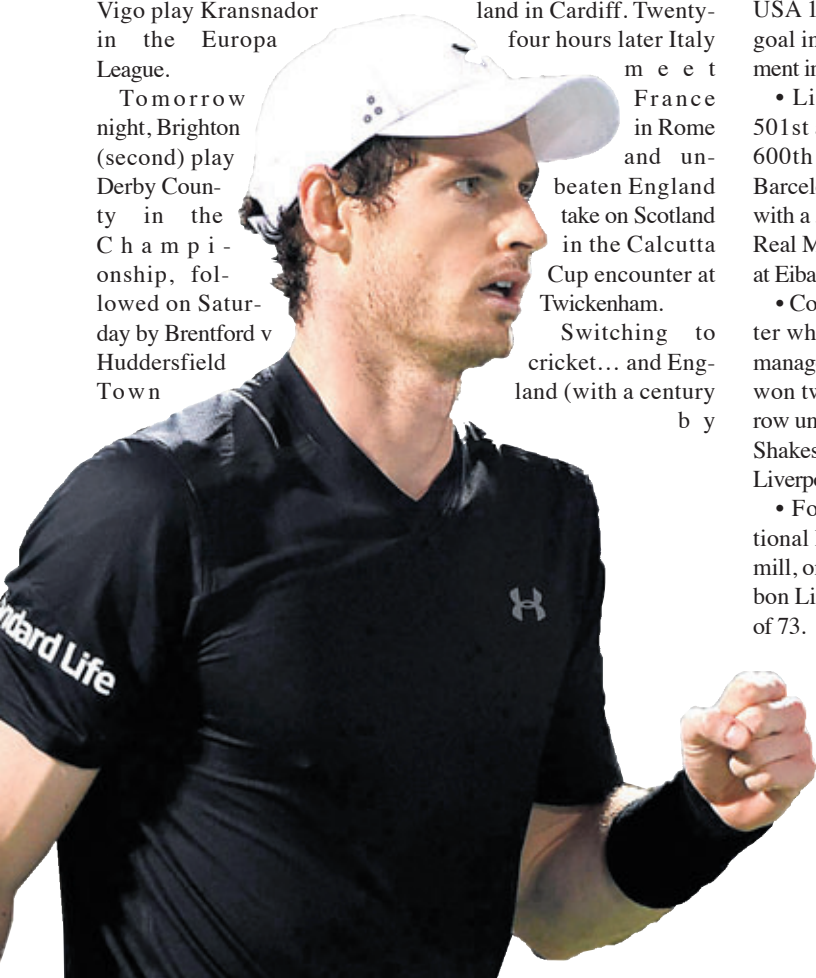 Vigo play Kransnador
in the Europa
League.
Tomorrow
night, Brighton
(second) play
Derby Coun-
ty in the
Champi-
onship, fol-
lowed on Satur-
day by Brentford v
Huddersfield
Town
land in Cardiff. Twenty-
four hours later Italy
meet
France
in Rome
and un-
beaten England
take on Scotland
in the Calcutta
Cup encounter at
Twickenham.
Switching to
cricket… and Eng-
land (with a century
by
USA 1
goal in
ment in
• Li
501st
600th
Barcel
with a
Real M
at Eiba
• Co
ter wh
manag
won tw
row un
Shakes
Liverp
• Fo
tional
mill, o
bon Li
of 73.
ndard Life